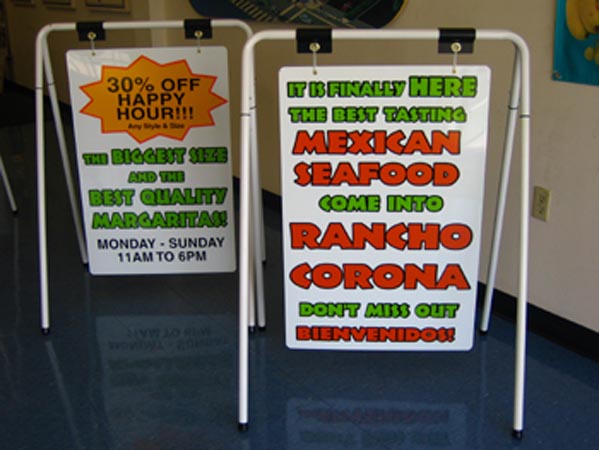 30% OFF
HAPPY
HOUR!!!
Any Style & Size
THE BIGGEST SIZE
AND THE
BEST QUALITY
MARGARITAS!
MONDAY - SUNDAY
11AM TO 6PM
IT IS FINALLY HERE
THE BEST TASTING
MEXICAN
SEAFOOD
COME INTO
RANCHO
CORONA
DON'T MISS OUT
BIENVENIDOS!